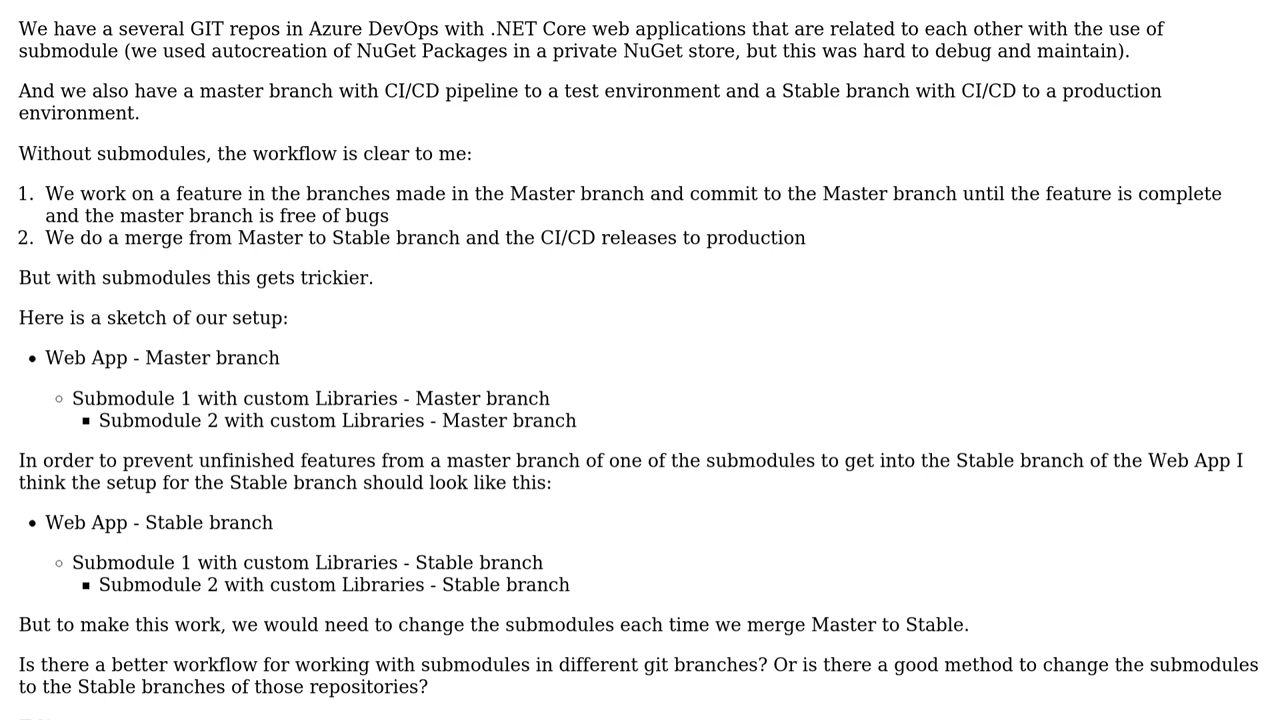 We have a several GIT repos in Azure DevOps with .NET Core web applications that are related to each other with the use of
submodule (we used autocreation of NuGet Packages in a private NuGet store, but this was hard to debug and maintain).
And we also have a master branch with CI/CD pipeline to a test environment and a Stable branch with CI/CD to a production
environment.
Without submodules, the workflow is clear to me:
1. We work on a feature in the branches made in the Master branch and commit to the Master branch until the feature is complete
and the master branch is free of bugs
2. We do a merge from Master to Stable branch and the CI/CD releases to production
But with submodules this gets trickier.
Here is a sketch of our setup:
• Web App - Master branch
◦ Submodule 1 with custom Libraries - Master branch
▪ Submodule 2 with custom Libraries - Master branch
In order to prevent unfinished features from a master branch of one of the submodules to get into the Stable branch of the Web App I
think the setup for the Stable branch should look like this:
• Web App - Stable branch
◦ Submodule 1 with custom Libraries - Stable branch
▪ Submodule 2 with custom Libraries - Stable branch
But to make this work, we would need to change the submodules each time we merge Master to Stable.
Is there a better workflow for working with submodules in different git branches? Or is there a good method to change the submodules
to the Stable branches of those repositories?